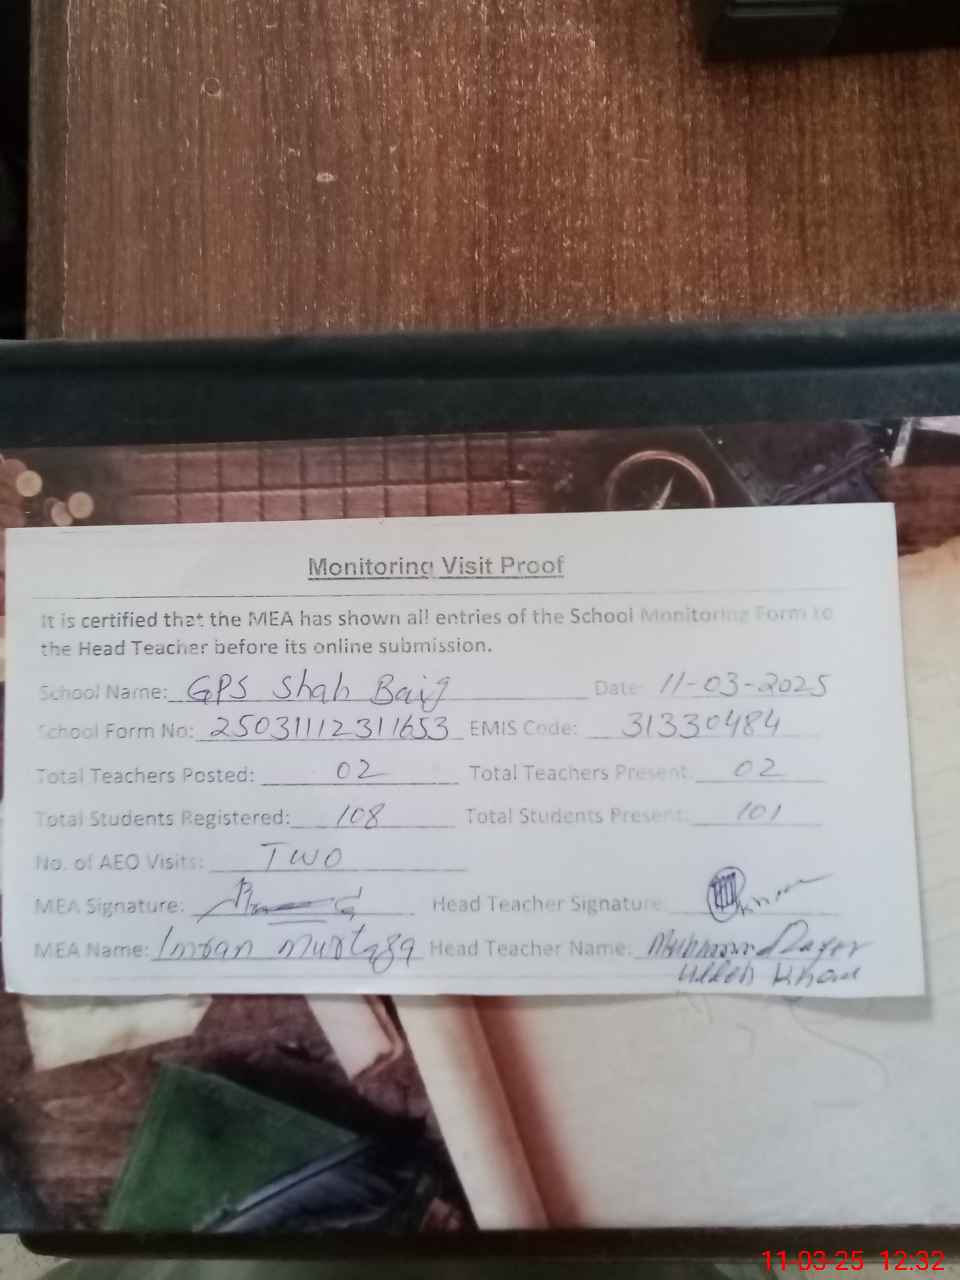 Monitoring Visit Proof
It is certified that the MEA has shown all entries of the School Monitoring Form to
the Head Teacher before its online submission.
School Name: GPS Shah Baig Date: 11-03-2025
School Form No: 25031112311653 EMIS Code: 31330484
Total Teachers Posted: 02 Total Teachers Present: 02
Total Students Registered: 108 Total Students Present: 101
No. of AEO Visits: TWO
MEA Signature: Head Teacher Signature:
MEA Name: Imran Murtaza Head Teacher Name: Muhammad
Ullah Khan
11-03-25 12:32